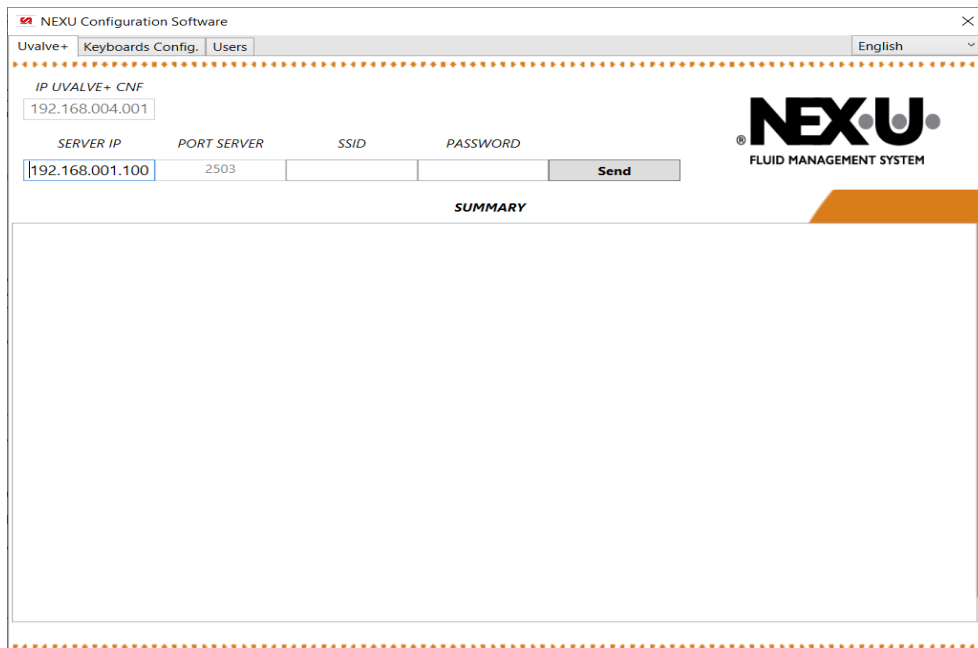 NEXU Configuration Software
Uvalve+ Keyboards Config. Users English
IP UVALVE+ CNF
192.168.004.001
SERVER IP PORT SERVER SSID PASSWORD
192.168.001.100 2503 Send
® NEX•U•
FLUID MANAGEMENT SYSTEM
SUMMARY